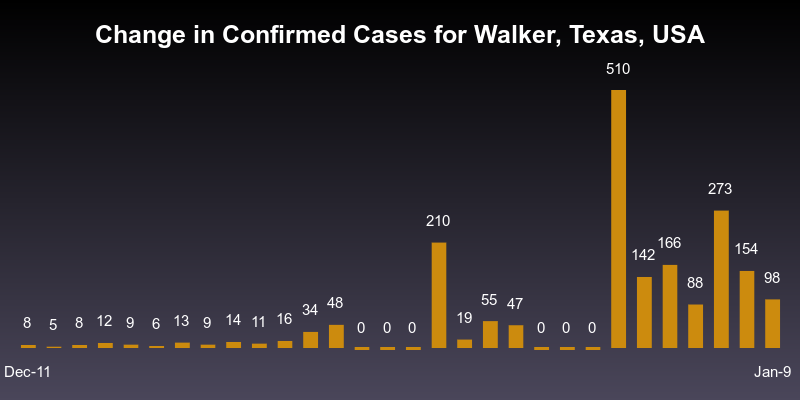 Change in Confirmed Cases for Walker, Texas, USA
510
273
210
142 166 154
88 98
8 5 8 12 9 6 13 9 14 11 16 34 48 0 0 0 19 55 47 0 0 0
Dec-11 Jan-9